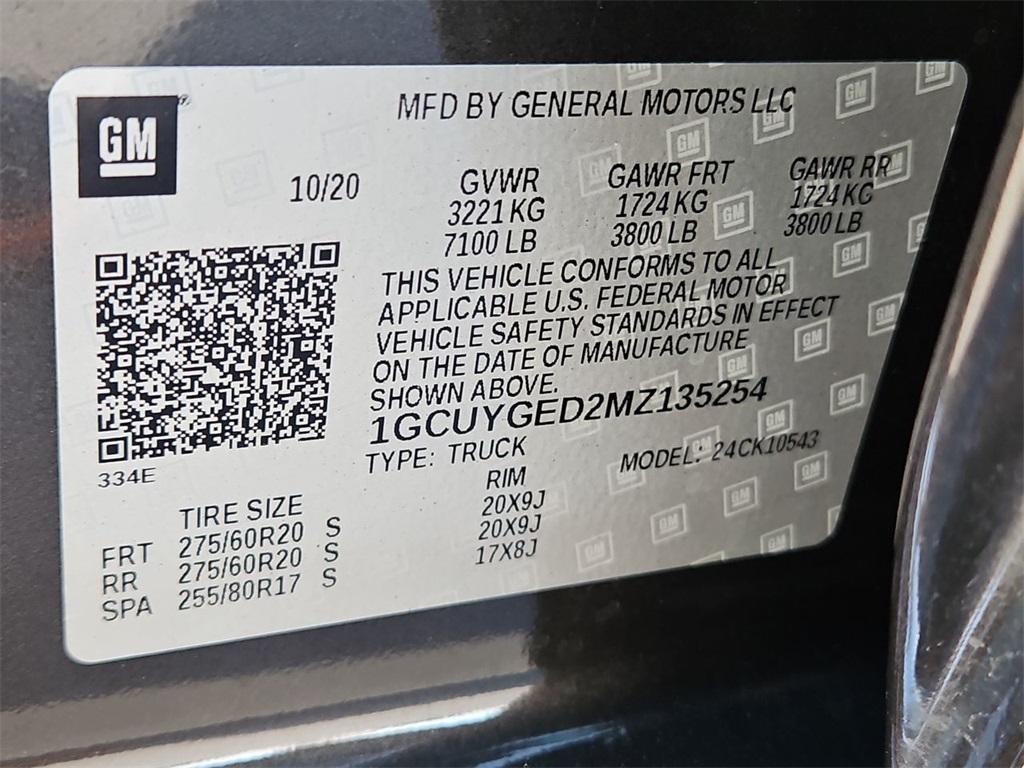 GM
MFD BY GENERAL MOTORS LLC
10/20 GVWR GAWR FRT GAWR RR
3221 KG 1724 KG 1724 KG
7100 LB 3800 LB 3800 LB
THIS VEHICLE CONFORMS TO ALL
APPLICABLE U.S. FEDERAL MOTOR
VEHICLE SAFETY STANDARDS IN EFFECT
ON THE DATE OF MANUFACTURE
SHOWN ABOVE.
1GCUYGED2MZ135254
TYPE: TRUCK MODEL: 24CK10543
334E
TIRE SIZE RIM
FRT 275/60R20 S 20X9J
RR 275/60R20 S 20X9J
SPA 255/80R17 S 17X8J